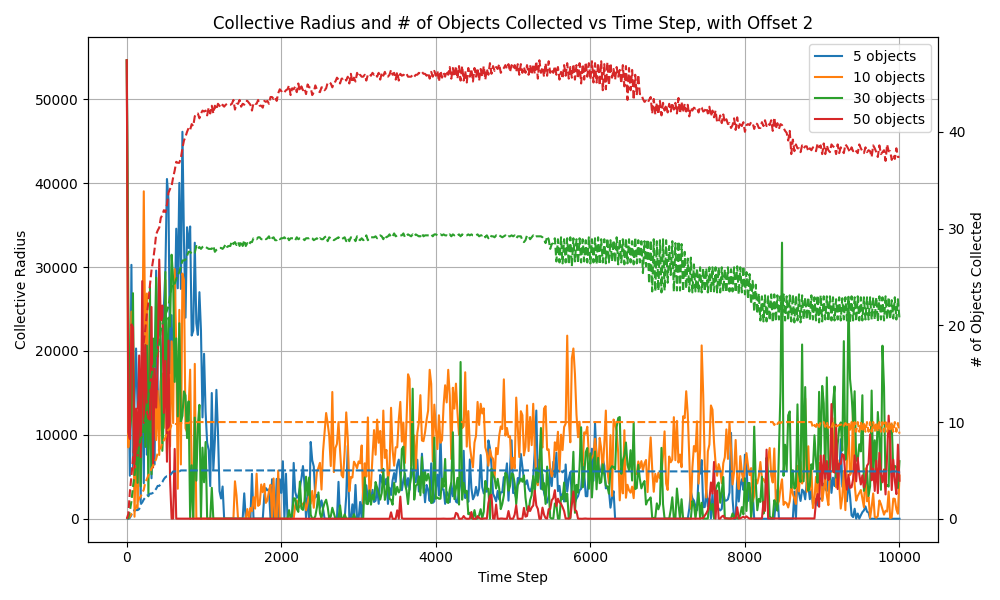 Collective Radius and # of Objects Collected vs Time Step, with Offset 2
5 objects
10 objects
30 objects
50 objects
50000
40000
30000
20000
10000
0
Collective Radius
40
30
20
10
0
# of Objects Collected
0
2000
4000
6000
8000
10000
Time Step